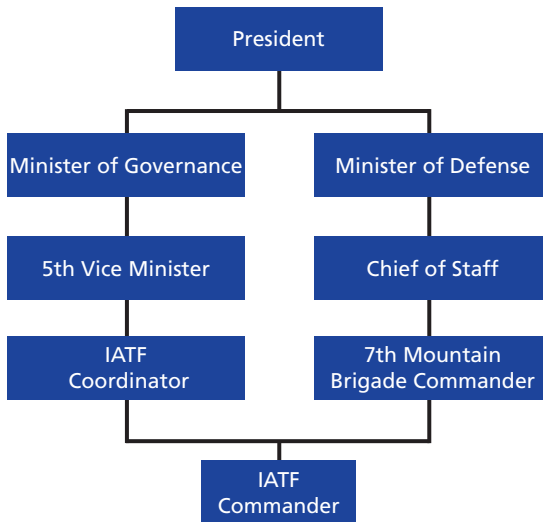 President
Minister of Governance
Minister of Defense
5th Vice Minister
Chief of Staff
IATF
Coordinator
7th Mountain
Brigade Commander
IATF
Commander